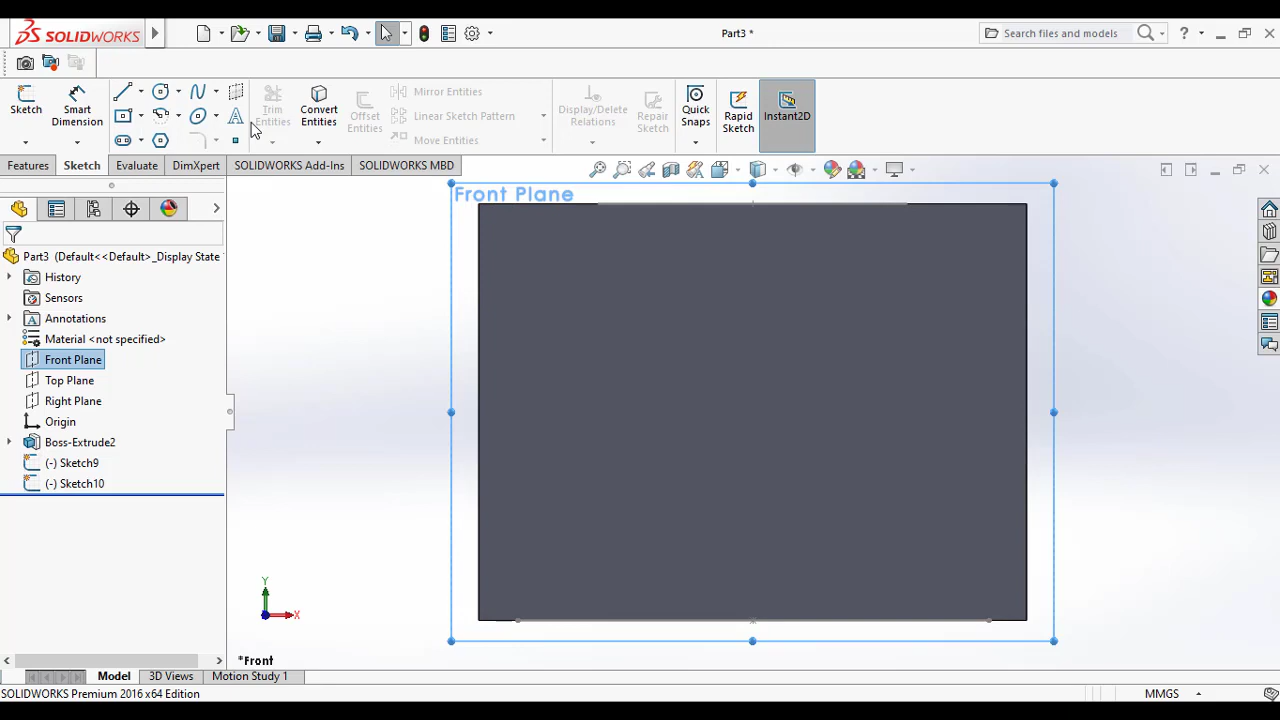 SOLIDWORKS
Part3 *
Search files and models
?
Sketch
Smart
Dimension
Trim
Entities
Convert
Entities
Offset
Entities
Mirror Entities
Linear Sketch Pattern
Move Entities
Display/Delete
Relations
Repair
Sketch
Quick
Snaps
Rapid
Sketch
Instant2D
Features
Sketch
Evaluate
DimXpert
SOLIDWORKS Add-Ins
SOLIDWORKS MBD
Front Plane
Part3 (Default<<Default>_Display State
History
Sensors
Annotations
Material <not specified>
Front Plane
Top Plane
Right Plane
Origin
Boss-Extrude2
(-) Sketch9
(-) Sketch10
Y
X
*Front
Model
3D Views
Motion Study 1
SOLIDWORKS Premium 2016 x64 Edition
MMGS